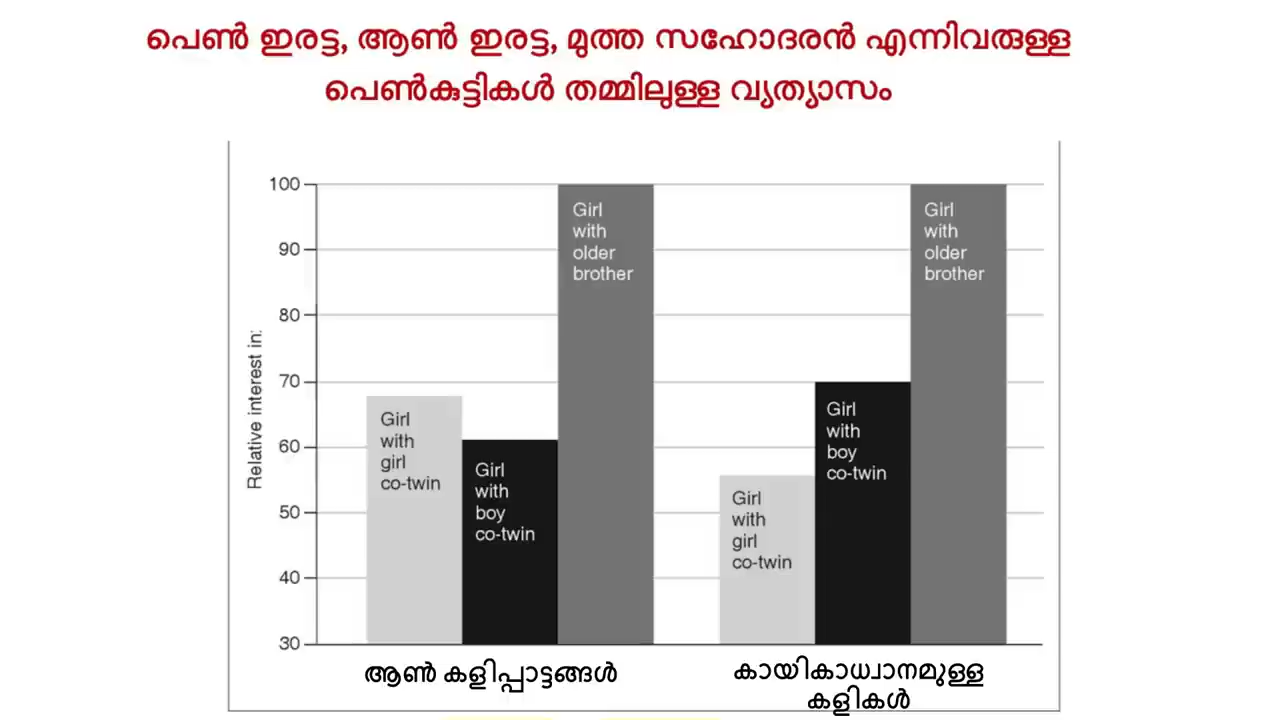 പെൺ ഇരട്ട, ആൺ ഇരട്ട, മുത്ത സഹോദരൻ എന്നിവരുള്ള
പെൺകുട്ടികൾ തമ്മിലുള്ള വ്യത്യാസം
Relative interest in:
100
90
80
70
60
50
40
30
Girl
with
girl
co-twin
Girl
with
boy
co-twin
Girl
with
older
brother
Girl
with
girl
co-twin
Girl
with
boy
co-twin
Girl
with
older
brother
ആൺ കളിപ്പാട്ടങ്ങൾ
കായികാധ്വാനമുള്ള
കളികൾ